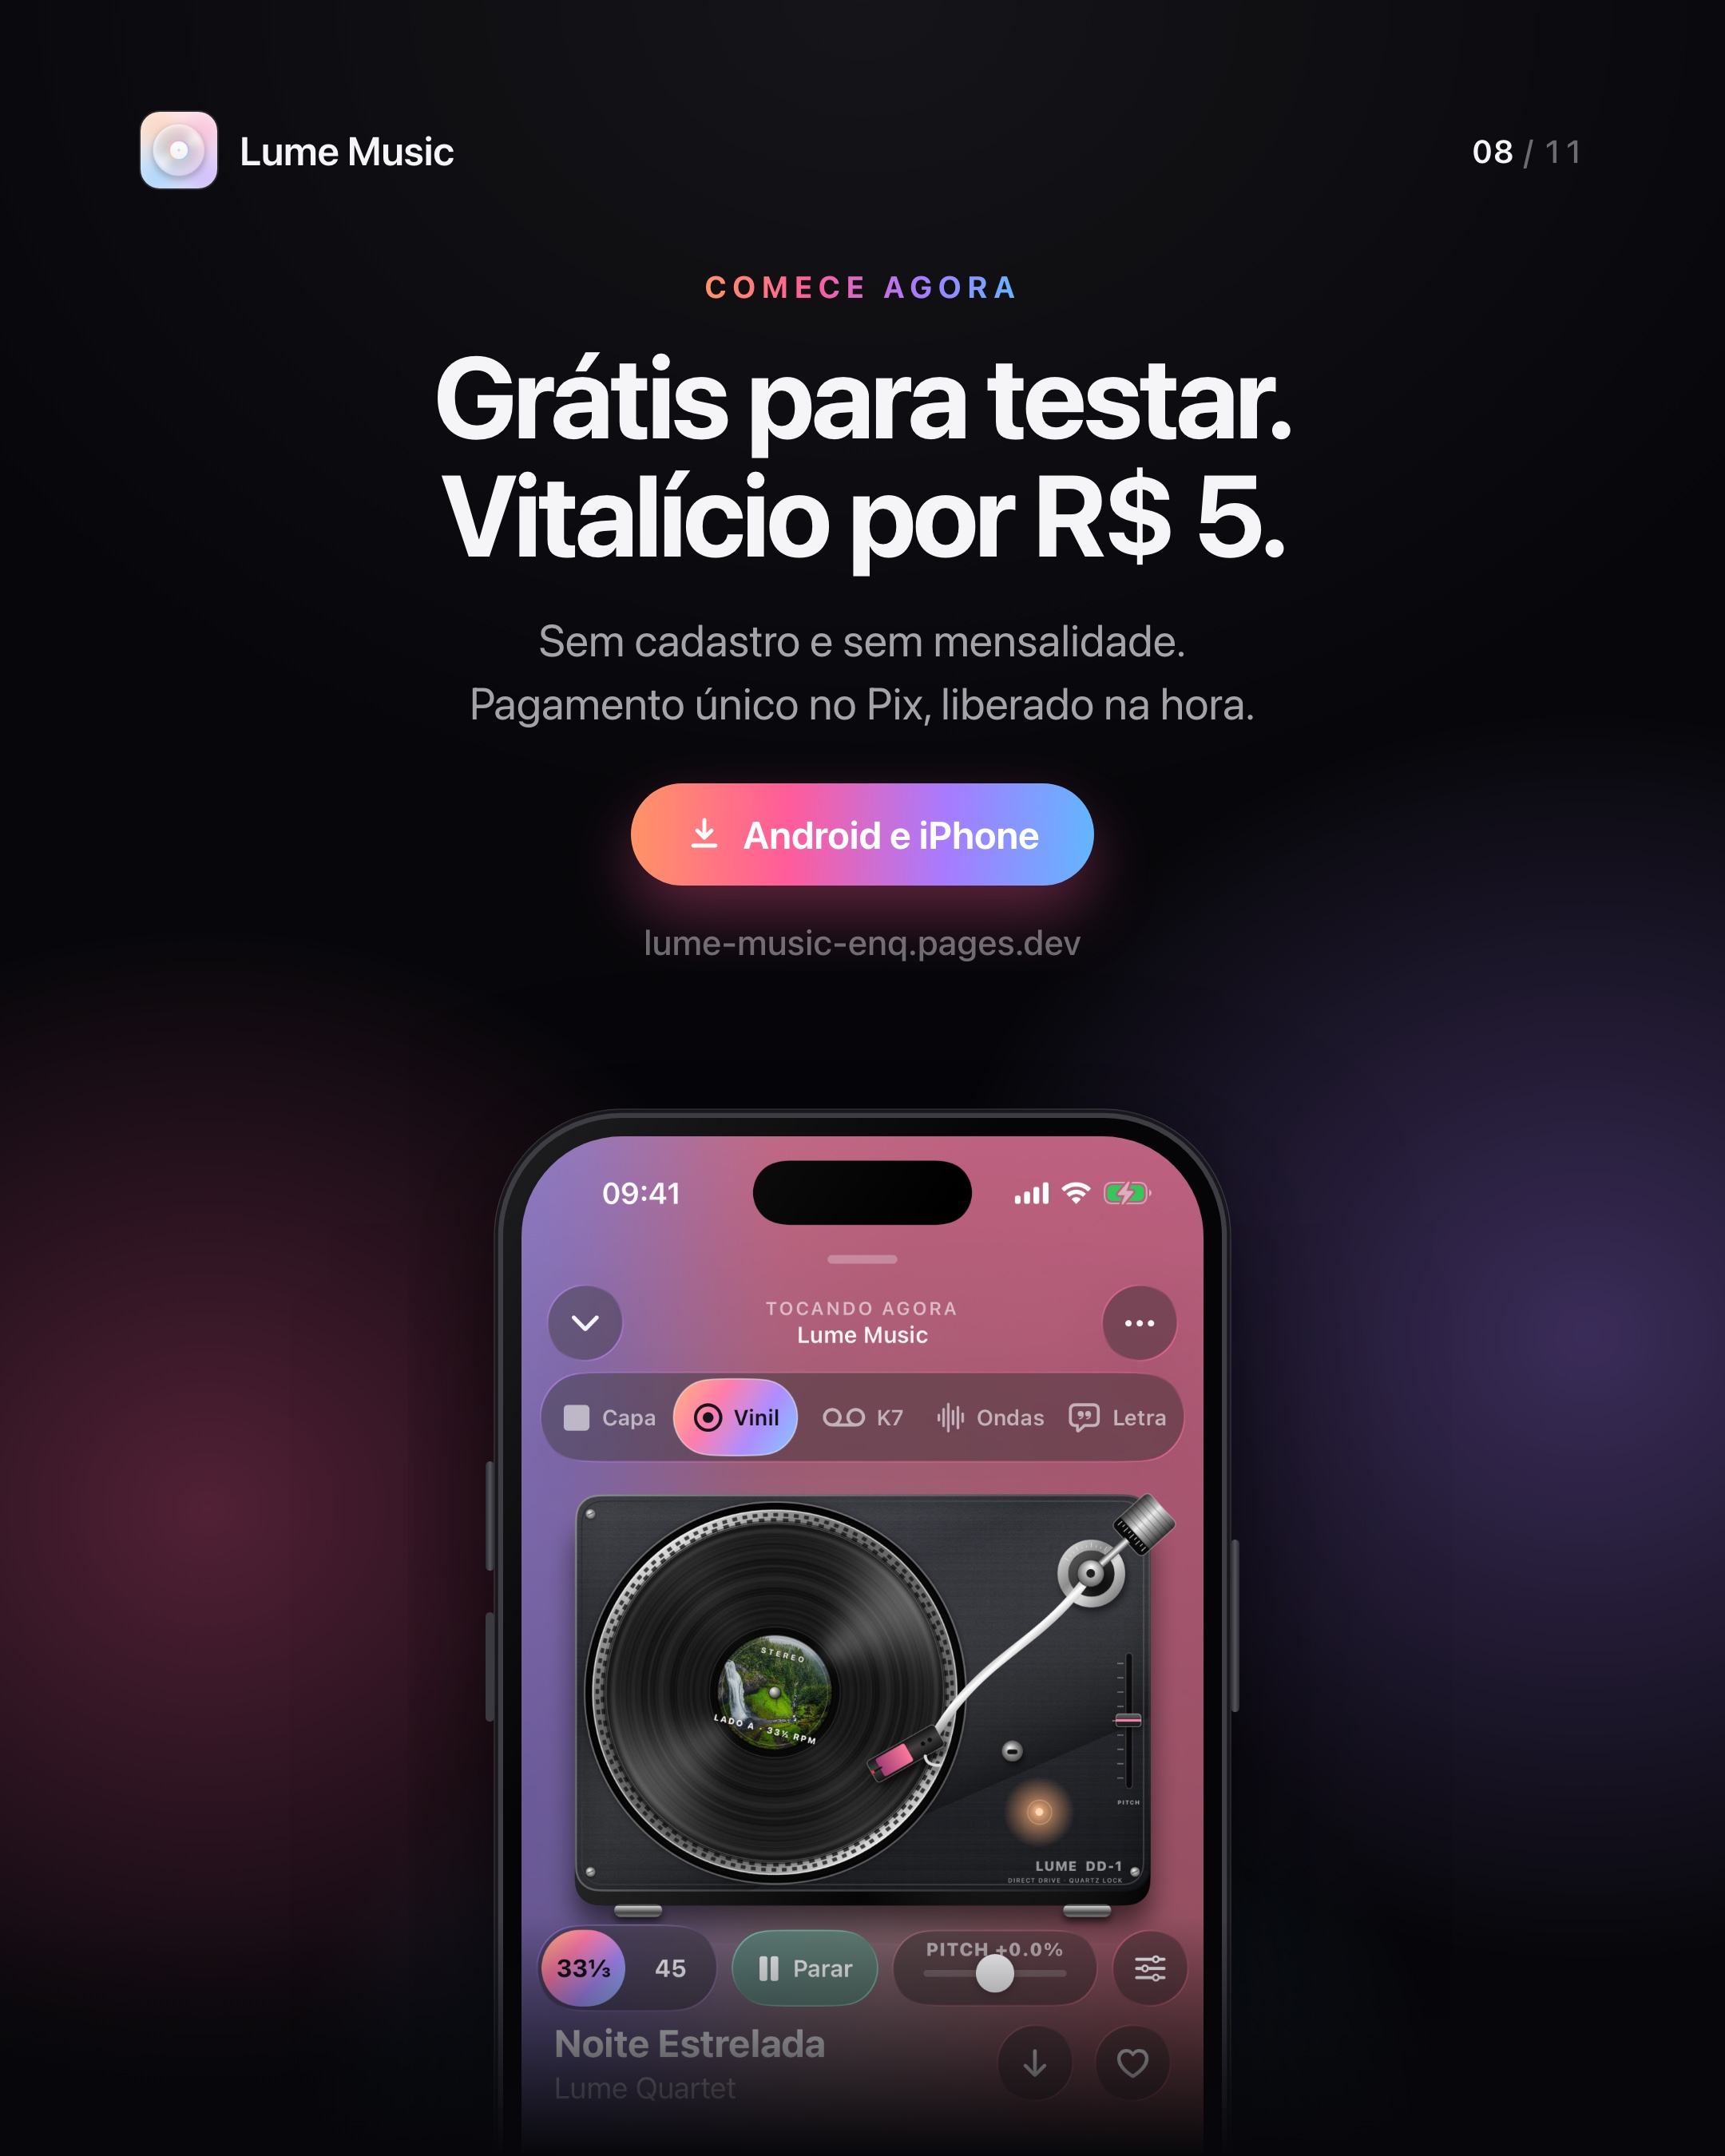 Lume Music
08 / 11
COMECE AGORA
Grátis para testar.
Vitalício por R$ 5.
Sem cadastro e sem mensalidade.
Pagamento único no Pix, liberado na hora.
Android e iPhone
lume-music-enq.pages.dev
09:41
TOCANDO AGORA
Lume Music
Capa Vinil K7 Ondas Letra
STEREO
LADO A · 33⅓ RPM
PITCH
LUME DD-1
DIRECT DRIVE · QUARTZ LOCK
33⅓ 45 Parar PITCH +0.0%
Noite Estrelada
Lume Quartet